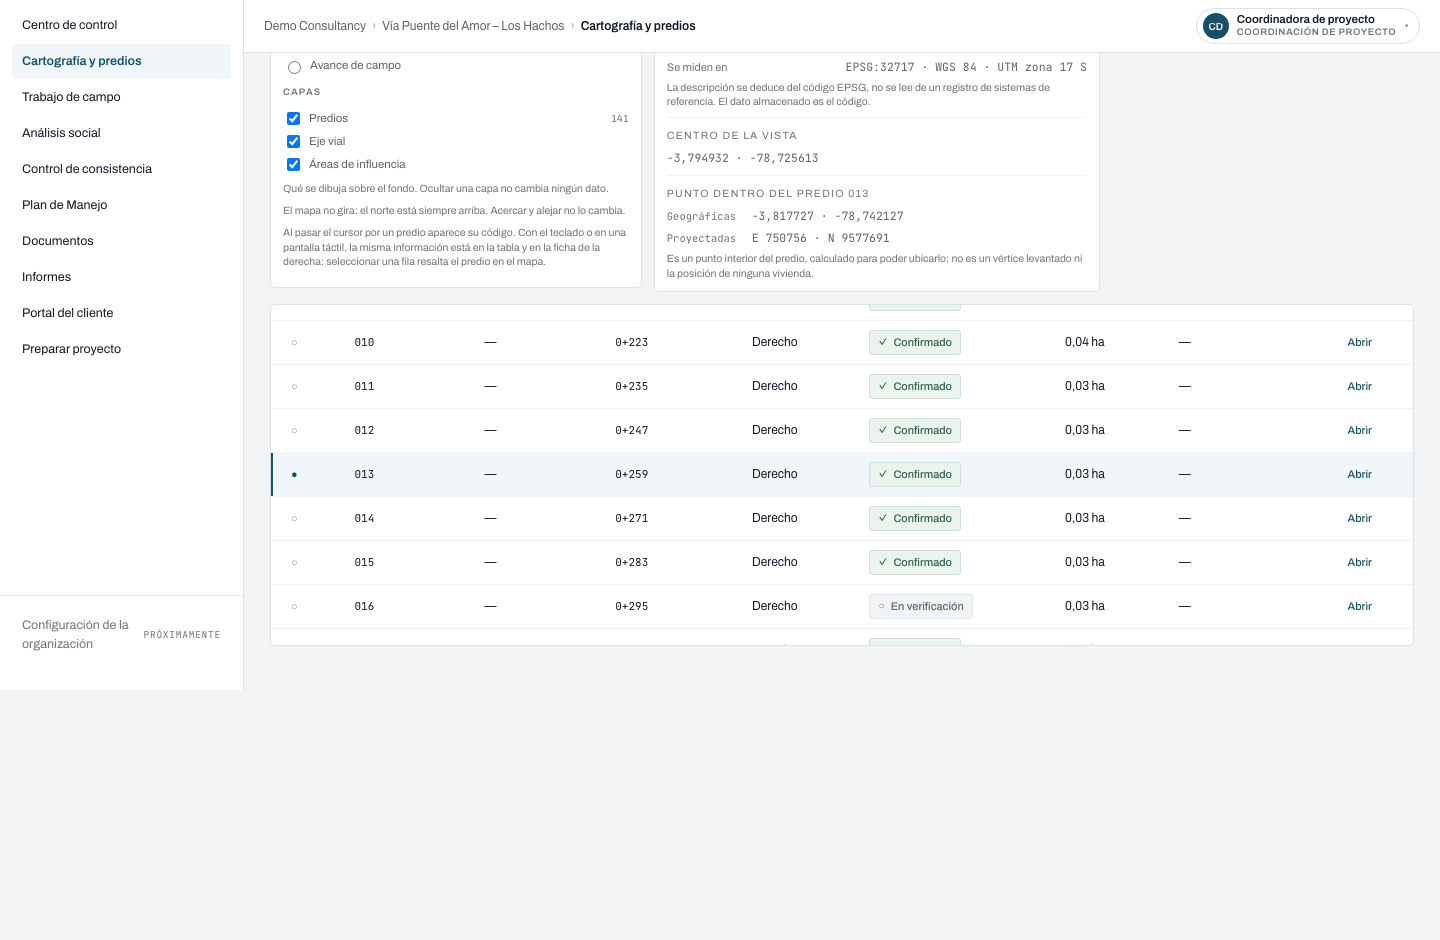 Centro de control
Cartografía y predios
Trabajo de campo
Análisis social
Control de consistencia
Plan de Manejo
Documentos
Informes
Portal del cliente
Preparar proyecto
Configuración de la organización
PRÓXIMAMENTE
Demo Consultancy › Vía Puente del Amor – Los Hachos › Cartografía y predios
CD
Coordinadora de proyecto
COORDINACIÓN DE PROYECTO
Avance de campo
CAPAS
Predios 141
Eje vial
Áreas de influencia
Qué se dibuja sobre el fondo. Ocultar una capa no cambia ningún dato.
El mapa no gira: el norte está siempre arriba. Acercar y alejar no lo cambia.
Al pasar el cursor por un predio aparece su código. Con el teclado o en una
pantalla táctil, la misma información está en la tabla y en la ficha de la
derecha: seleccionar una fila resalta el predio en el mapa.
Se miden en EPSG:32717 · WGS 84 · UTM zona 17 S
La descripción se deduce del código EPSG, no se lee de un registro de sistemas de
referencia. El dato almacenado es el código.
CENTRO DE LA VISTA
-3,794932 · -78,725613
PUNTO DENTRO DEL PREDIO 013
Geográficas -3,817727 · -78,742127
Proyectadas E 750756 · N 9577691
Es un punto interior del predio, calculado para poder ubicarlo; no es un vértice levantado ni
la posición de ninguna vivienda.
010 — 0+223 Derecho ✓ Confirmado 0,04 ha — Abrir
011 — 0+235 Derecho ✓ Confirmado 0,03 ha — Abrir
012 — 0+247 Derecho ✓ Confirmado 0,03 ha — Abrir
013 — 0+259 Derecho ✓ Confirmado 0,03 ha — Abrir
014 — 0+271 Derecho ✓ Confirmado 0,03 ha — Abrir
015 — 0+283 Derecho ✓ Confirmado 0,03 ha — Abrir
016 — 0+295 Derecho ○ En verificación 0,03 ha — Abrir